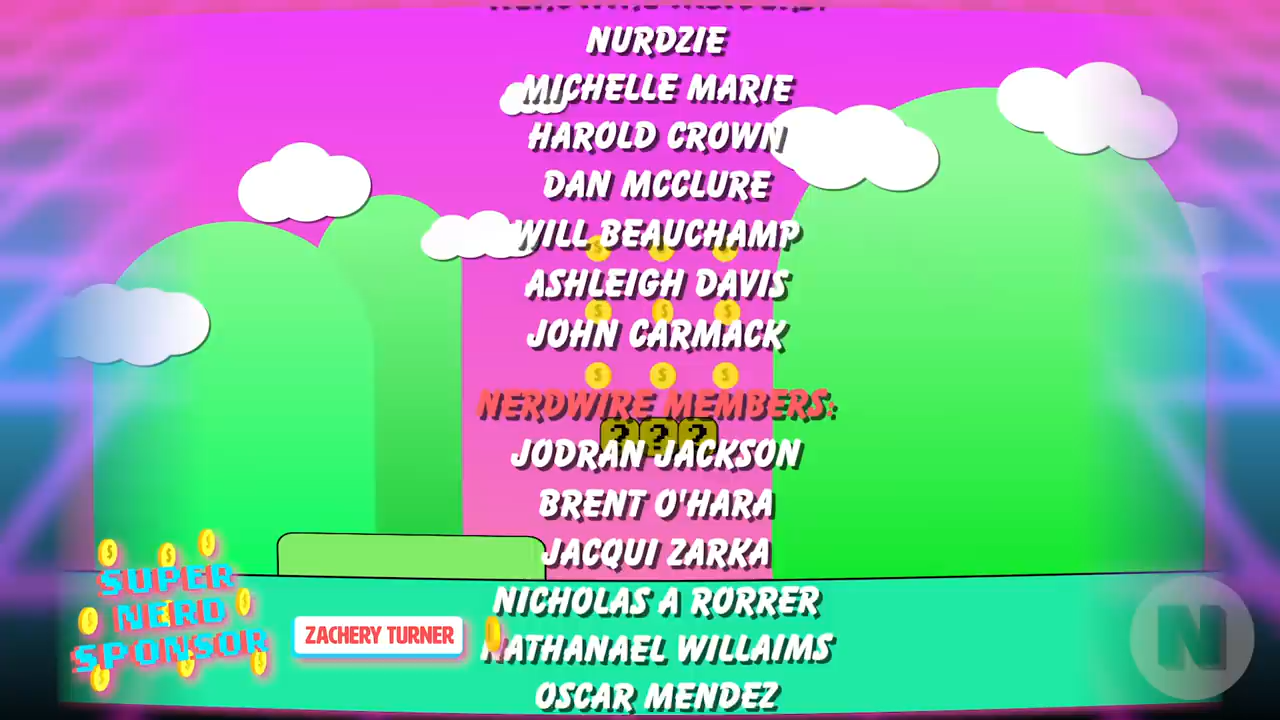 NURDZIE
MICHELLE MARIE
HAROLD CROWN
DAN MCCLURE
WILL BEAUCHAMP
ASHLEIGH DAVIS
JOHN CARMACK
NERDWIRE MEMBERS:
? ? ?
JODRAN JACKSON
BRENT O'HARA
JACQUI ZARKA
NICHOLAS A RORRER
NATHANAEL WILLAIMS
OSCAR MENDEZ
SUPER
NERD
SPONSOR
ZACHERY TURNER
N